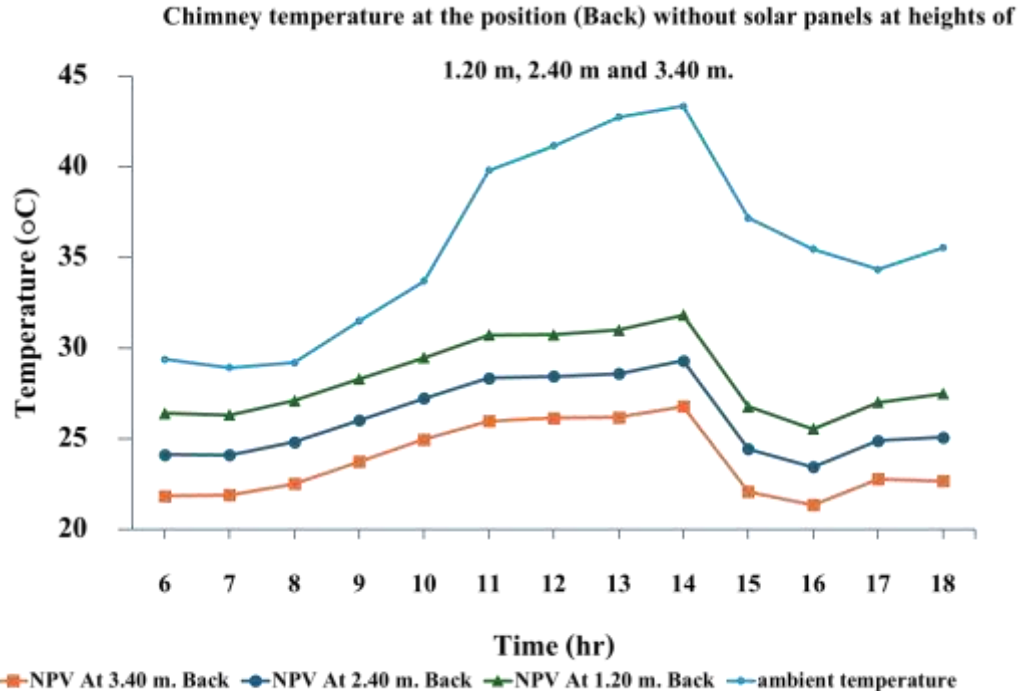 Chimney temperature at the position (Back) without solar panels at heights of
1.20 m, 2.40 m and 3.40 m.
45
40
35
30
25
20
Temperature (oC)
6 7 8 9 10 11 12 13 14 15 16 17 18
Time (hr)
NPV At 3.40 m. Back NPV At 2.40 m. Back NPV At 1.20 m. Back ambient temperature